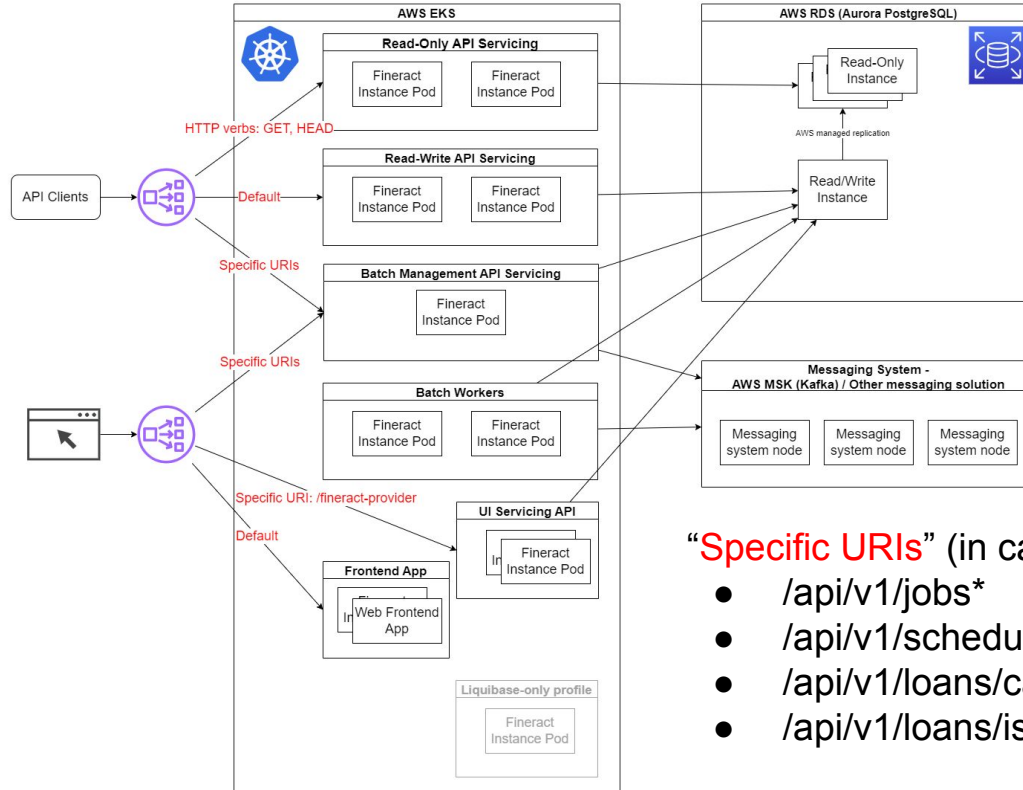 AWS EKS
Read-Only API Servicing
Fineract
Instance Pod
Fineract
Instance Pod
HTTP verbs: GET, HEAD
Read-Write API Servicing
API Clients
Default
Fineract
Instance Pod
Fineract
Instance Pod
Specific URIs
Batch Management API Servicing
Fineract
Instance Pod
Specific URIs
Batch Workers
Fineract
Instance Pod
Fineract
Instance Pod
Specific URI: /fineract-provider
UI Servicing API
Fineract
Instance Pod
Default
Frontend App
Web Frontend
App
Liquibase-only profile
Fineract
Instance Pod
AWS RDS (Aurora PostgreSQL)
Read-Only
Instance
AWS managed replication
Read/Write
Instance
Messaging System -
AWS MSK (Kafka) / Other messaging solution
Messaging
system node
Messaging
system node
Messaging
system node
“Specific URIs” (in
• /api/v1/jobs*
• /api/v1/schedu
• /api/v1/loans/c
• /api/v1/loans/is